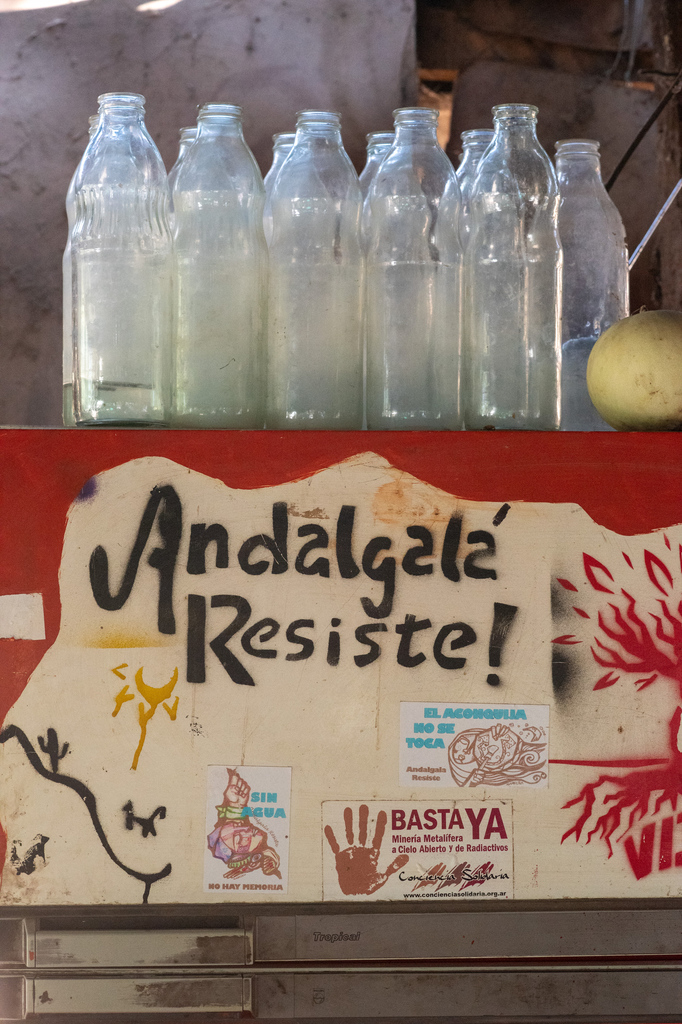 Andalgalá
Resiste!
EL ACONQUIJA
NO SE
TOCA
Andalgala
Resiste
SIN
AGUA
NO HAY MEMORIA
BASTA YA
Minería Metalífera
a Cielo Abierto y de Radiactivos
Conciencia Solidaria
www.concienciasolidaria.org.ar
Tropical